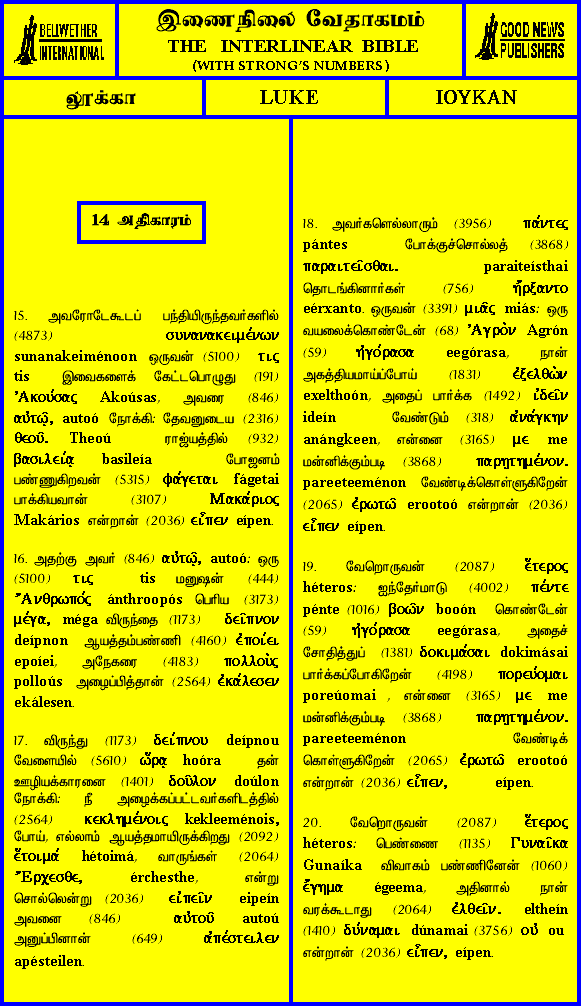 BELLWETHER
INTERNATIONAL
இணைநிலை வேதாகமம்
THE INTERLINEAR BIBLE
(WITH STRONG'S NUMBERS)
GOOD NEWS
PUBLISHERS
லூக்கா
LUKE
ΙΟΥΚΑΝ
14 அதிகாரம்
15. அவரோடேகூடப் பந்தியிருந்தவர்களில்
(4873) συνανακειμένων
sunanakeiménoon ஒருவன் (5100) τις
tis இவைகளைக் கேட்டபொழுது (191)
Ἀκούσας Akoúsas, அவரை (846)
αὐτῷ, autoó நோக்கி: தேவனுடைய (2316)
θεοῦ. Theoú ராஜ்யத்தில் (932)
βασιλείᾳ basileía போஜனம்
பண்ணுகிறவன் (5315) φάγεται fágetai
பாக்கியவான் (3107) Μακάριος
Makários என்றான் (2036) εἶπεν eípen.
16. அதற்கு அவர் (846) αὐτῷ, autoó: ஒரு
(5100) τις tis மனுஷன் (444)
Ἄνθρωπός ánthroopós பெரிய (3173)
μέγα, méga விருந்தை (1173) δεῖπνον
deípnon ஆயத்தம்பண்ணி (4160) ἐποίει
epoíei, அநேகரை (4183) πολλοὺς
polloús அழைப்பித்தான் (2564) ἐκάλεσεν
ekálesen.
17. விருந்து (1173) δείπνου deípnou
வேளையில் (5610) ὥρᾳ hoóra தன்
ஊழியக்காரனை (1401) δοῦλον doúlon
நோக்கி: நீ அழைக்கப்பட்டவர்களிடத்தில்
(2564) κεκλημένοις kekleeménois,
போய், எல்லாம் ஆயத்தமாயிருக்கிறது (2092)
ἕτοιμά hétoimá, வாருங்கள் (2064)
Ἔρχεσθε, érchesthe, என்று
சொல்லென்று (2036) εἰπεῖν eipeín
அவனை (846) αὐτοῦ autoú
அனுப்பினான் (649) ἀπέστειλεν
apésteilen.
18. அவர்களெல்லாரும் (3956) πάντες
pántes போக்குச்சொல்லத் (3868)
παραιτεῖσθαι. paraiteísthai
தொடங்கினார்கள் (756) ἤρξαντο
eérxanto. ஒருவன் (3391) μιᾶς miás: ஒரு
வயலைக்கொண்டேன் (68) Ἀγρὸν Agrón
(59) ἠγόρασα eegórasa, நான்
அகத்தியமாய்ப்போய் (1831) ἐξελθὼν
exelthoón, அதைப் பார்க்க (1492) ἰδεῖν
ideín வேண்டும் (318) ἀνάγκην
anángkeen, என்னை (3165) με me
மன்னிக்கும்படி (3868) παρῃτημένον.
pareeteeménon வேண்டிக்கொள்ளுகிறேன்
(2065) ἐρωτῶ erootoó என்றான் (2036)
εἶπεν eípen.
19. வேறொருவன் (2087) ἕτερος
héteros: ஐந்தேர்மாடு (4002) πέντε
pénte (1016) βοῶν booón கொண்டேன்
(59) ἠγόρασα eegórasa, அதைச்
சோதித்துப் (1381) δοκιμάσαι dokimásai
பார்க்கப்போகிறேன் (4198) πορεύομαι
poreúomai , என்னை (3165) με me
மன்னிக்கும்படி (3868) παρῃτημένον.
pareeteeménon வேண்டிக்
கொள்ளுகிறேன் (2065) ἐρωτῶ erootoó
என்றான் (2036) εἶπεν, eípen.
20. வேறொருவன் (2087) ἕτερος
héteros: பெண்ணை (1135) Γυναῖκα
Gunaíka விவாகம் பண்ணினேன் (1060)
ἔγημα égeema, அதினால் நான்
வரக்கூடாது (2064) ἐλθεῖν. eltheín
(1410) δύναμαι dúnamai (3756) οὐ ou
என்றான் (2036) εἶπεν, eípen.